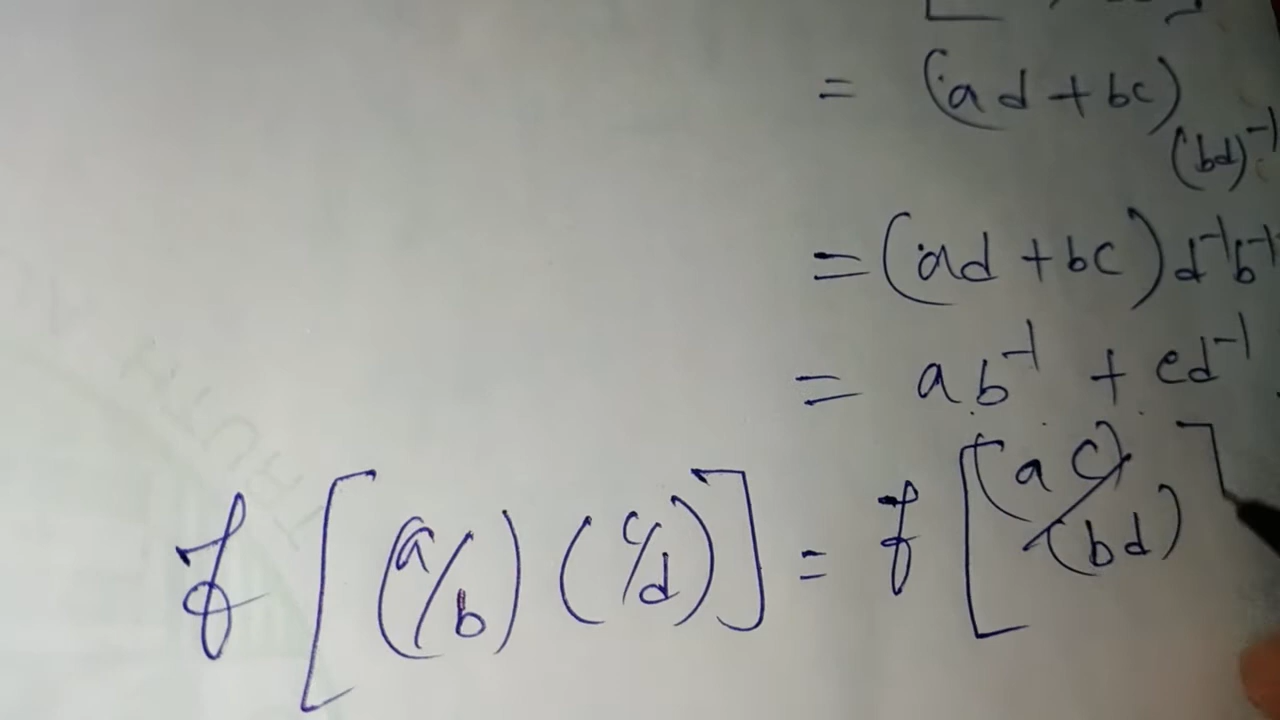 = (ad + bc) (bd)⁻¹
= (ad + bc) d⁻¹b⁻¹
= ab⁻¹ + cd⁻¹
f [(a/b) (c/d)] = f [(ac)/(bd)]